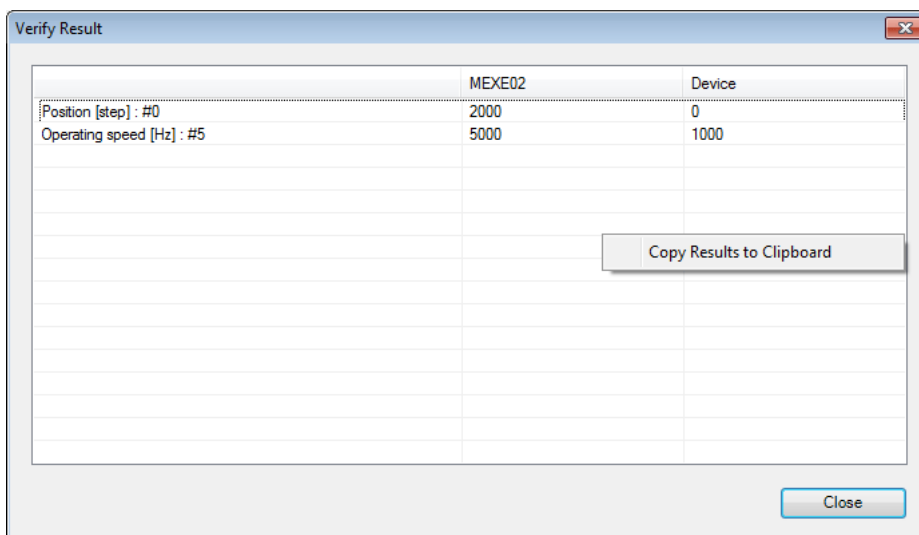 Verify Result
MEXE02 Device
Position [step] : #0 2000 0
Operating speed [Hz] : #5 5000 1000
Copy Results to Clipboard
Close